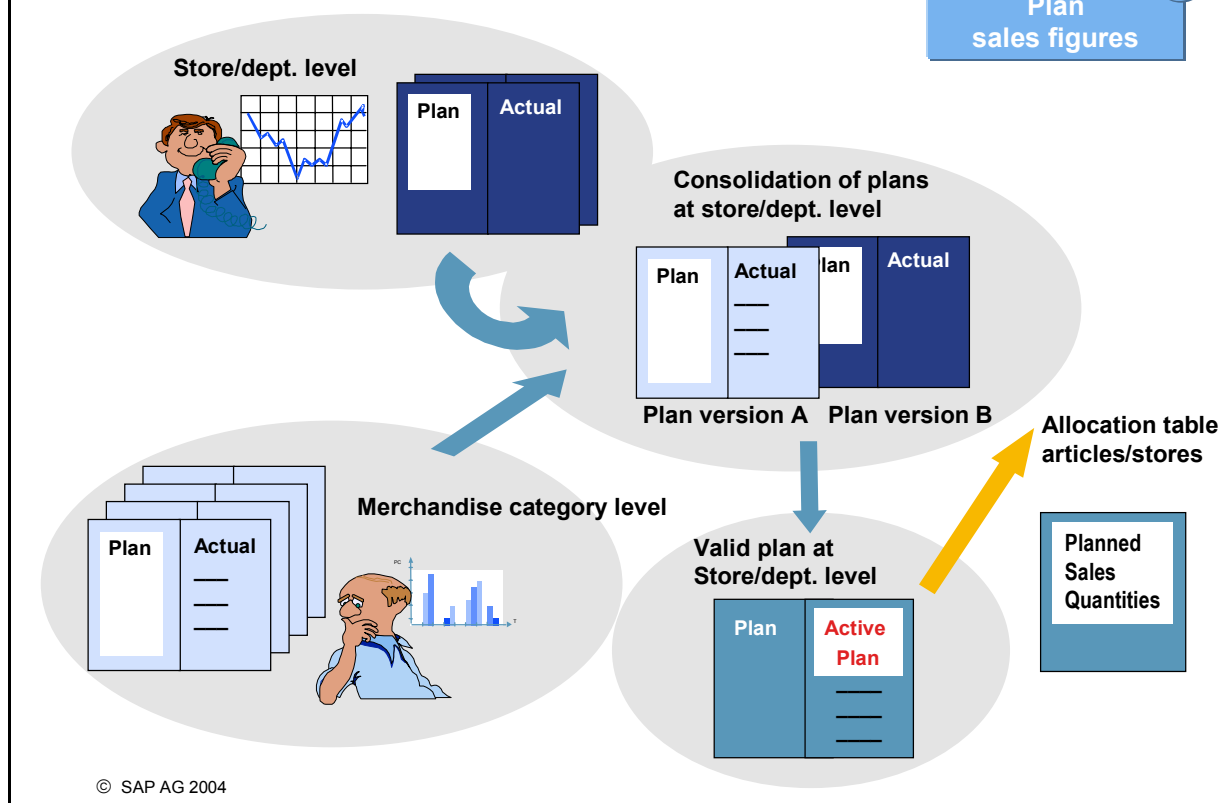 Plan
sales figures
Store/dept. level
Plan
Actual
Consolidation of plans
at store/dept. level
Plan
Actual
lan
Actual
Plan version A
Plan version B
Allocation table
articles/stores
Merchandise category level
Plan
Actual
PC
T
Valid plan at
Store/dept. level
Plan
Active
Plan
Planned
Sales
Quantities
© SAP AG 2004